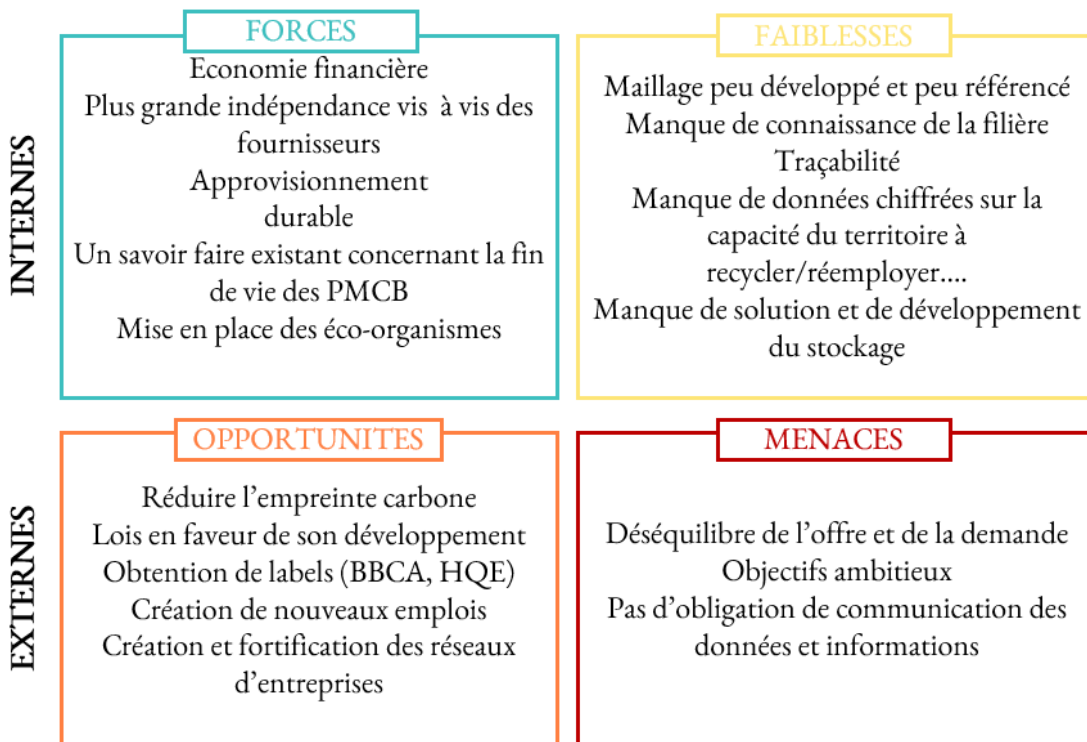 INTERNES
FORCES
Economie financière
Plus grande indépendance vis à vis des
fournisseurs
Approvisionnement
durable
Un savoir faire existant concernant la fin
de vie des PMCB
Mise en place des éco-organismes
FAIBLESSES
Maillage peu développé et peu référencé
Manque de connaissance de la filière
Traçabilité
Manque de données chiffrées sur la
capacité du territoire à
recycler/réemployer....
Manque de solution et de développement
du stockage
EXTERNES
OPPORTUNITES
Réduire l’empreinte carbone
Lois en faveur de son développement
Obtention de labels (BBCA, HQE)
Création de nouveaux emplois
Création et fortification des réseaux
d’entreprises
MENACES
Déséquilibre de l’offre et de la demande
Objectifs ambitieux
Pas d’obligation de communication des
données et informations